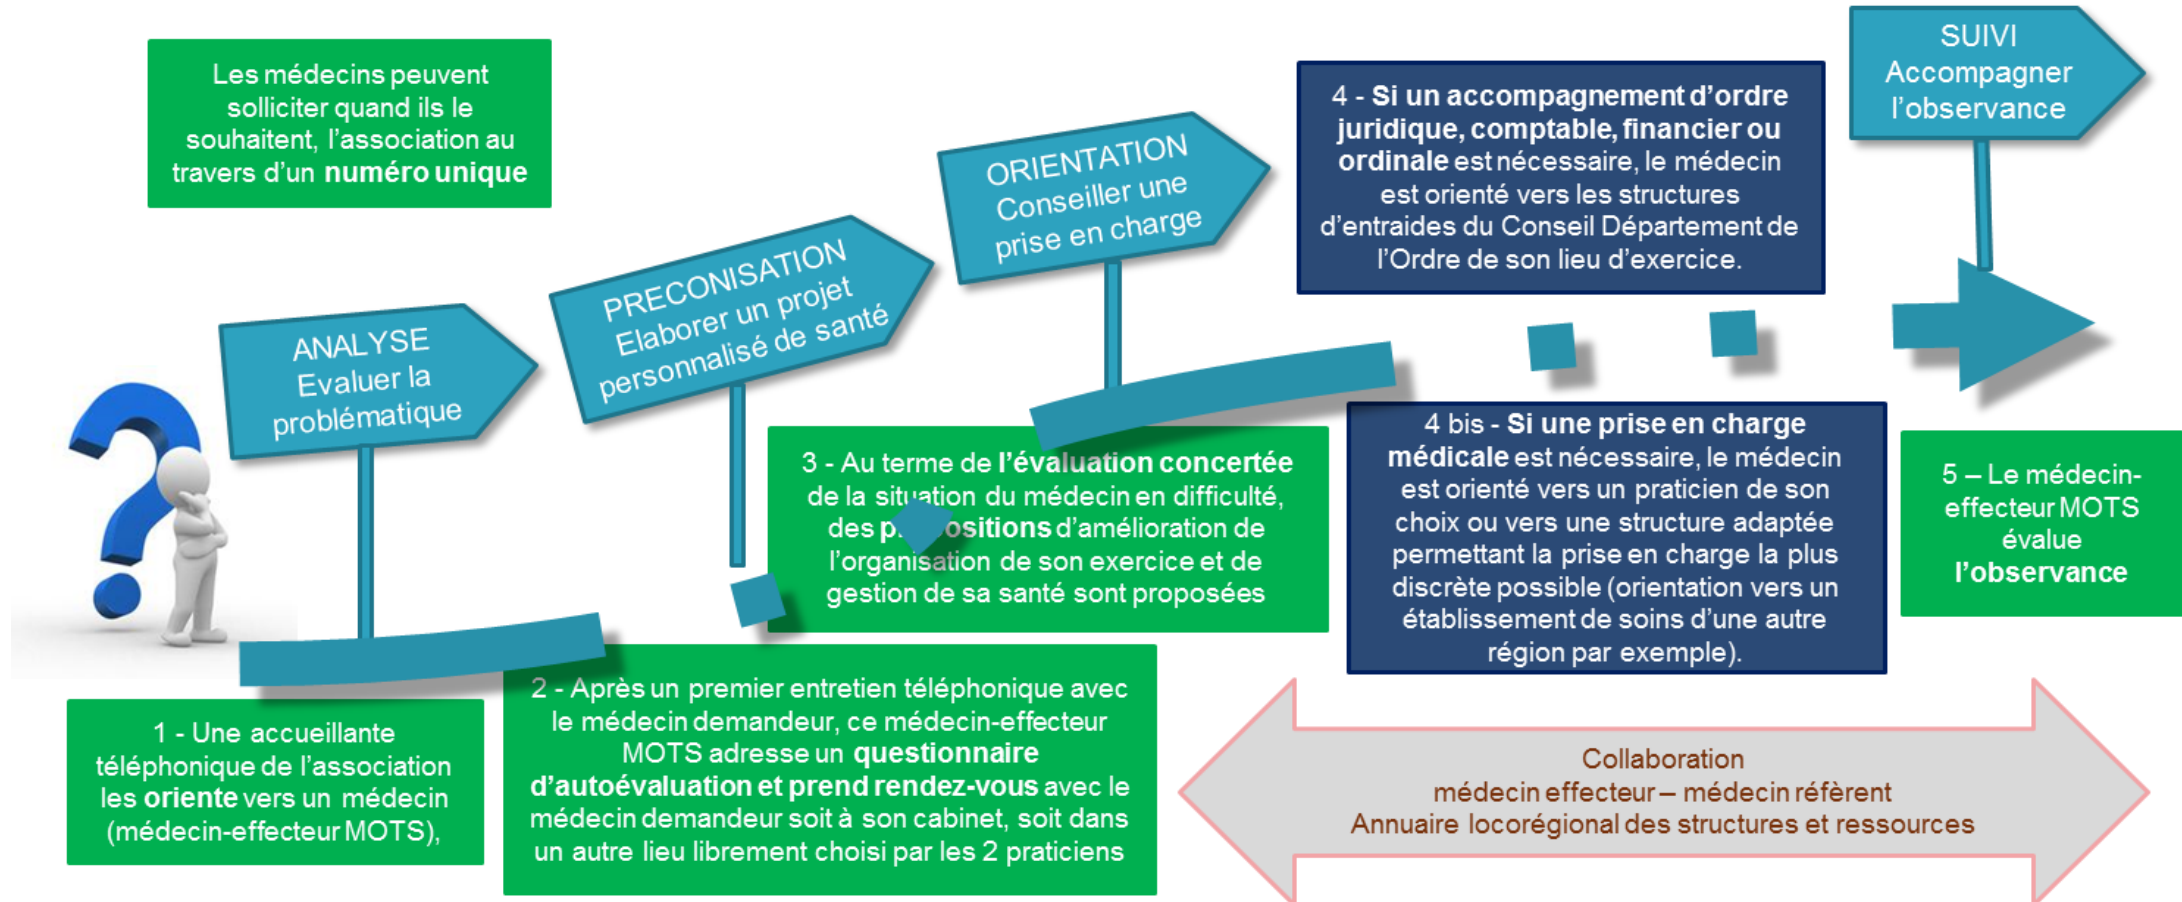 Les médecins peuvent
solliciter quand ils le
souhaitent, l’association au
travers d’un numéro unique
ANALYSE
Evaluer la
problématique
PRECONISATION
Elaborer un projet
personnalisé de santé
ORIENTATION
Conseiller une
prise en charge
SUIVI
Accompagner
l’observance
1 - Une accueillante
téléphonique de l’association
les oriente vers un médecin
(médecin-effecteur MOTS),
2 - Après un premier entretien téléphonique avec
le médecin demandeur, ce médecin-effecteur
MOTS adresse un questionnaire
d’autoévaluation et prend rendez-vous avec le
médecin demandeur soit à son cabinet, soit dans
un autre lieu librement choisi par les 2 praticiens
3 - Au terme de l’évaluation concertée
de la situation du médecin en difficulté,
des propositions d’amélioration de
l’organisation de son exercice et de
gestion de sa santé sont proposées
4 - Si un accompagnement d’ordre
juridique, comptable, financier ou
ordinale est nécessaire, le médecin
est orienté vers les structures
d’entraides du Conseil Département de
l’Ordre de son lieu d’exercice.
4 bis - Si une prise en charge
médicale est nécessaire, le médecin
est orienté vers un praticien de son
choix ou vers une structure adaptée
permettant la prise en charge la plus
discrète possible (orientation vers un
établissement de soins d’une autre
région par exemple).
5 – Le médecin-
effecteur MOTS
évalue
l’observance
Collaboration
médecin effecteur – médecin réfèrent
Annuaire locorégional des structures et ressources